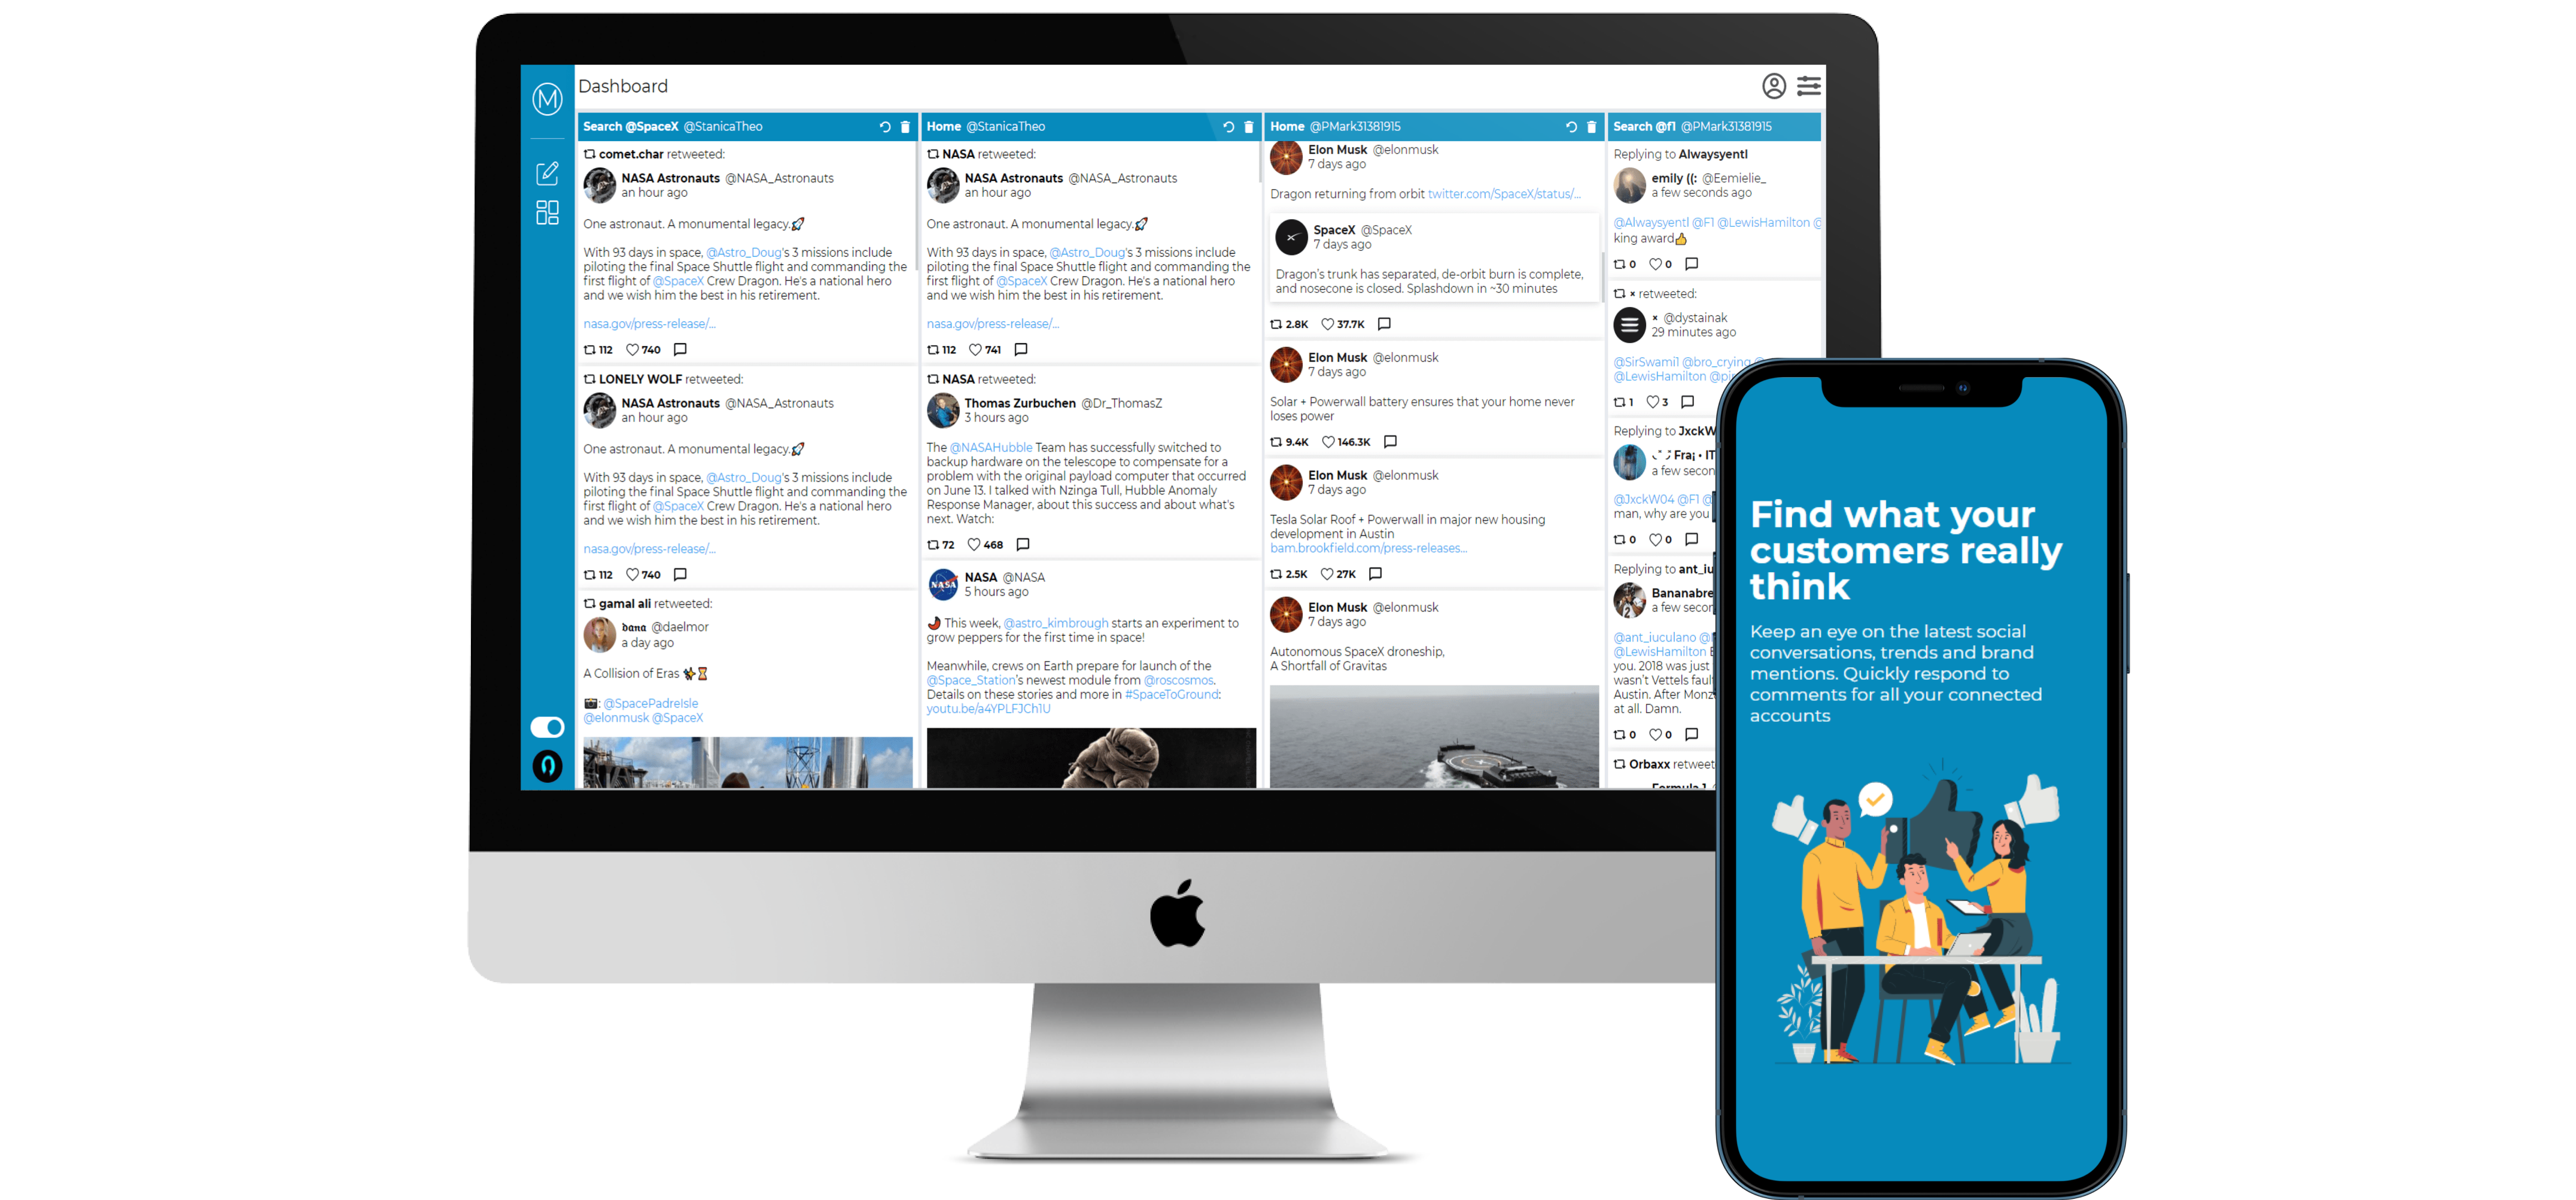 Dashboard
Search @SpaceX @StanicaTheo
comet.char retweeted:
NASA Astronauts @NASA_Astronauts
an hour ago
One astronaut. A monumental legacy.🚀
With 93 days in space, @Astro_Doug's 3 missions include
piloting the final Space Shuttle flight and commanding the
first flight of @SpaceX Crew Dragon. He's a national hero
and we wish him the best in his retirement.
nasa.gov/press-release/...
112 740
LONELY WOLF retweeted:
NASA Astronauts @NASA_Astronauts
an hour ago
One astronaut. A monumental legacy.🚀
With 93 days in space, @Astro_Doug's 3 missions include
piloting the final Space Shuttle flight and commanding the
first flight of @SpaceX Crew Dragon. He's a national hero
and we wish him the best in his retirement.
nasa.gov/press-release/...
112 740
gamal ali retweeted:
𝖇𝖆𝖓𝖆 @daelmor
a day ago
A Collision of Eras
📸: @SpacePadreIsle
@elonmusk @SpaceX
Home @StanicaTheo
NASA retweeted:
NASA Astronauts @NASA_Astronauts
an hour ago
One astronaut. A monumental legacy.🚀
With 93 days in space, @Astro_Doug's 3 missions include
piloting the final Space Shuttle flight and commanding the
first flight of @SpaceX Crew Dragon. He's a national hero
and we wish him the best in his retirement.
nasa.gov/press-release/...
112 741
NASA retweeted:
Thomas Zurbuchen @Dr_ThomasZ
3 hours ago
The @NASAHubble Team has successfully switched to
backup hardware on the telescope to compensate for a
problem with the original payload computer that occurred
on June 13. I talked with Nzinga Tull, Hubble Anomaly
Response Manager, about this success and about what's
next. Watch:
72 468
NASA
NASA @NASA
5 hours ago
🌶️ This week, @astro_kimbrough starts an experiment to
grow peppers for the first time in space!
Meanwhile, crews on Earth prepare for launch of the
@Space_Station's newest module from @roscosmos.
Details on these stories and more in #SpaceToGround:
youtu.be/a4YPLFJCh1U
Home @PMark31381915
Elon Musk @elonmusk
7 days ago
Dragon returning from orbit twitter.com/SpaceX/status/...
SpaceX @SpaceX
7 days ago
Dragon's trunk has separated, de-orbit burn is complete,
and nosecone is closed. Splashdown in ~30 minutes
2.8K 37.7K
Elon Musk @elonmusk
7 days ago
Solar + Powerwall battery ensures that your home never
loses power
9.4K 146.3K
Elon Musk @elonmusk
7 days ago
Tesla Solar Roof + Powerwall in major new housing
development in Austin
bam.brookfield.com/press-releases...
2.5K 27K
Elon Musk @elonmusk
7 days ago
Autonomous SpaceX droneship,
A Shortfall of Gravitas
Search @f1 @PMark31381915
Replying to Alwaysyentl
emily ((: @Eemielie_
a few seconds ago
@Alwaysyentl @F1 @LewisHamilton @
king award👍
0 0
× retweeted:
× @dystainak
29 minutes ago
@SirSwami1 @bro_crying
@LewisHamilton
1 3
Replying to JxckW
Fra¡ • IT
a few secon
@JxckW04 @F1 @
man, why are you
0 0
Replying to ant_iu
Bananabre
a few secon
@ant_iuculano
@LewisHamilton
you. 2018 was just
wasn't Vettels faul
Austin. After Monz
at all. Damn.
0 0
Orbaxx retweet
Find what your
customers really
think
Keep an eye on the latest social
conversations, trends and brand
mentions. Quickly respond to
comments for all your connected
accounts